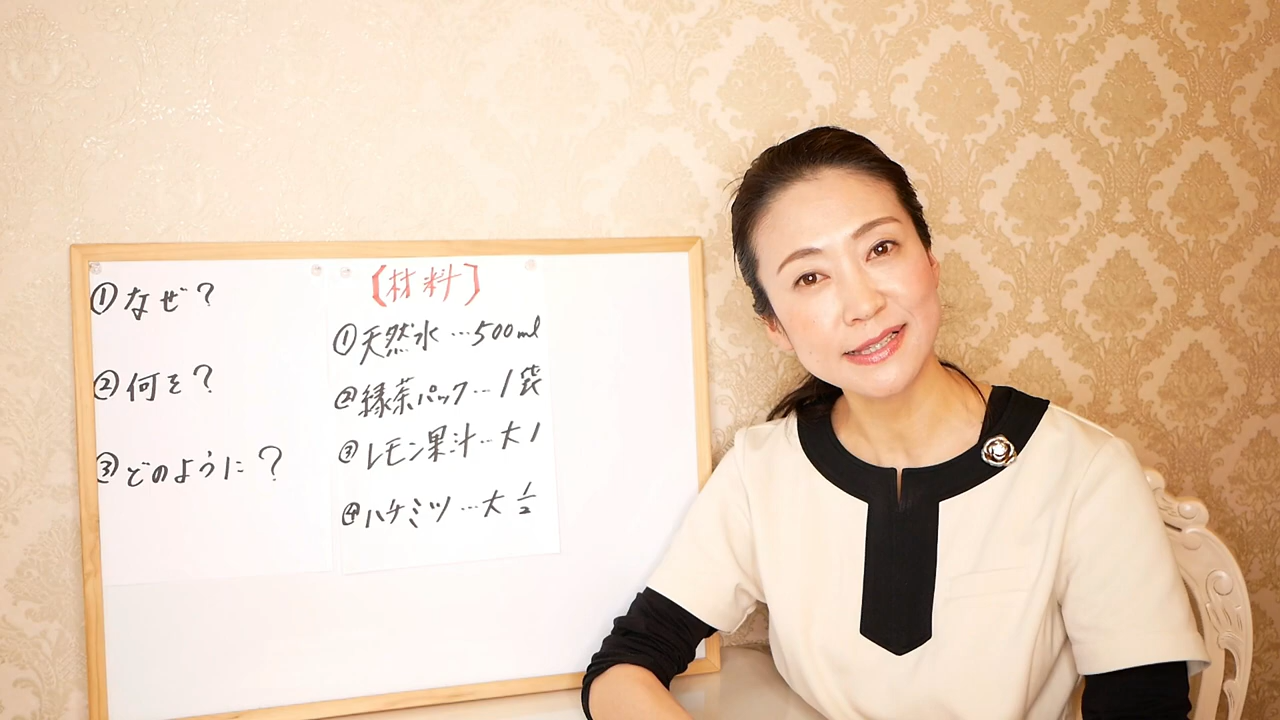 ①なぜ？
②何を？
③どのように？
【材料】
①天然水…500ml
②緑茶パック…1袋
③レモン果汁…大1
④ハチミツ…大1/2